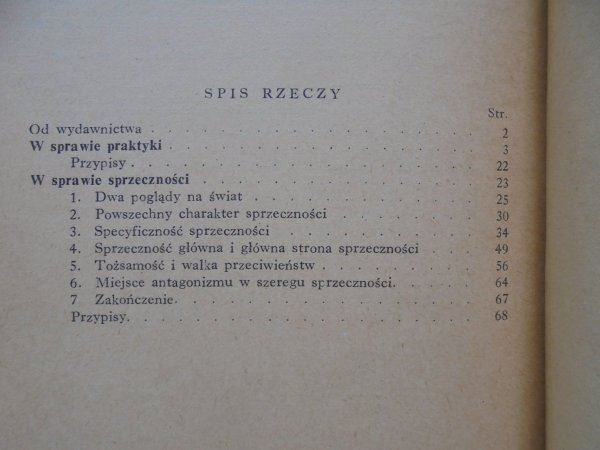 SPIS RZECZY
Str.
Od wydawnictwa . . . . . . . . . . . . . 2
W sprawie praktyki . . . . . . . . . . . . 3
Przypisy . . . . . . . . . . . . . 22
W sprawie sprzeczności . . . . . . . . . . . 23
1. Dwa poglądy na świat . . . . . . . . . 25
2. Powszechny charakter sprzeczności . . . . . 30
3. Specyficzność sprzeczności . . . . . . . 34
4. Sprzeczność główna i główna strona sprzeczności . . 49
5. Tożsamość i walka przeciwieństw . . . . . 56
6. Miejsce antagonizmu w szeregu sprzeczności. . . . 64
7 Zakończenie. . . . . . . . . . . . 67
Przypisy. . . . . . . . . . . . . 68